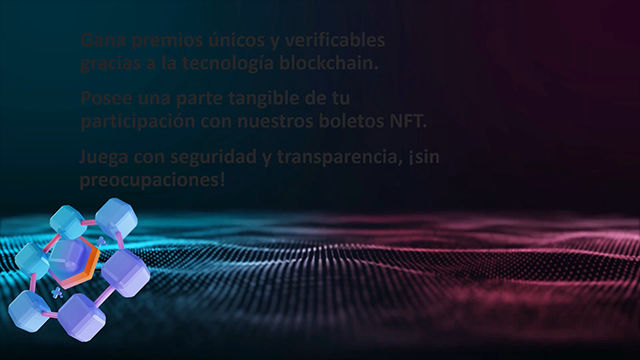 Gana premios únicos y verificables
gracias a la tecnología blockchain.
Posee una parte tangible de tu
participación con nuestros boletos NFT.
Juega con seguridad y transparencia, ¡sin
preocupaciones!